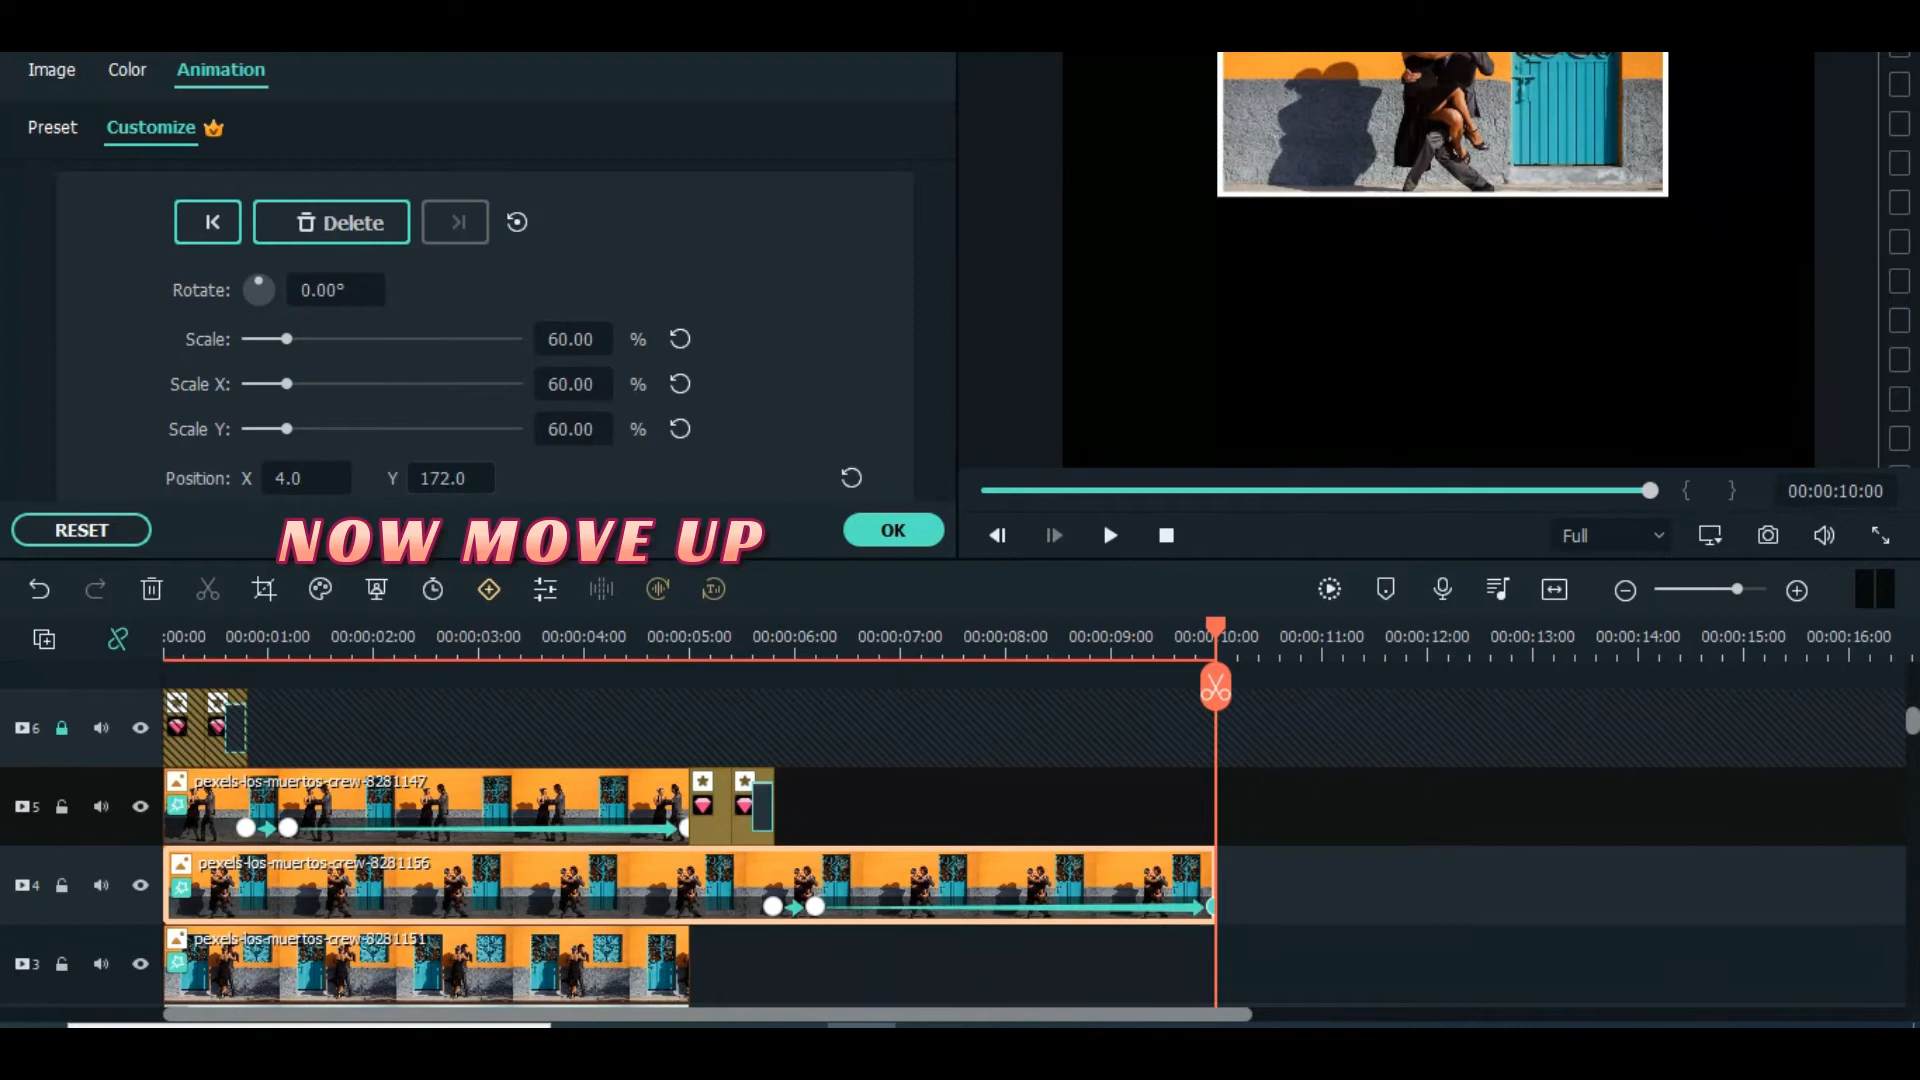 Image Color Animation
Preset Customize
Delete
Rotate: 0.00°
Scale: 60.00 %
Scale X: 60.00 %
Scale Y: 60.00 %
Position: X 4.0 Y 172.0
{ } 00:00:10:00
RESET OK
NOW MOVE UP
Full
:00:00 00:00:01:00 00:00:02:00 00:00:03:00 00:00:04:00 00:00:05:00 00:00:06:00 00:00:07:00 00:00:08:00 00:00:09:00 00:00:10:00 00:00:11:00 00:00:12:00 00:00:13:00 00:00:14:00 00:00:15:00 00:00:16:00
6
pexels-los-muertos-crew-8281147
5
pexels-los-muertos-crew-8281156
4
pexels-los-muertos-crew-8281151
3